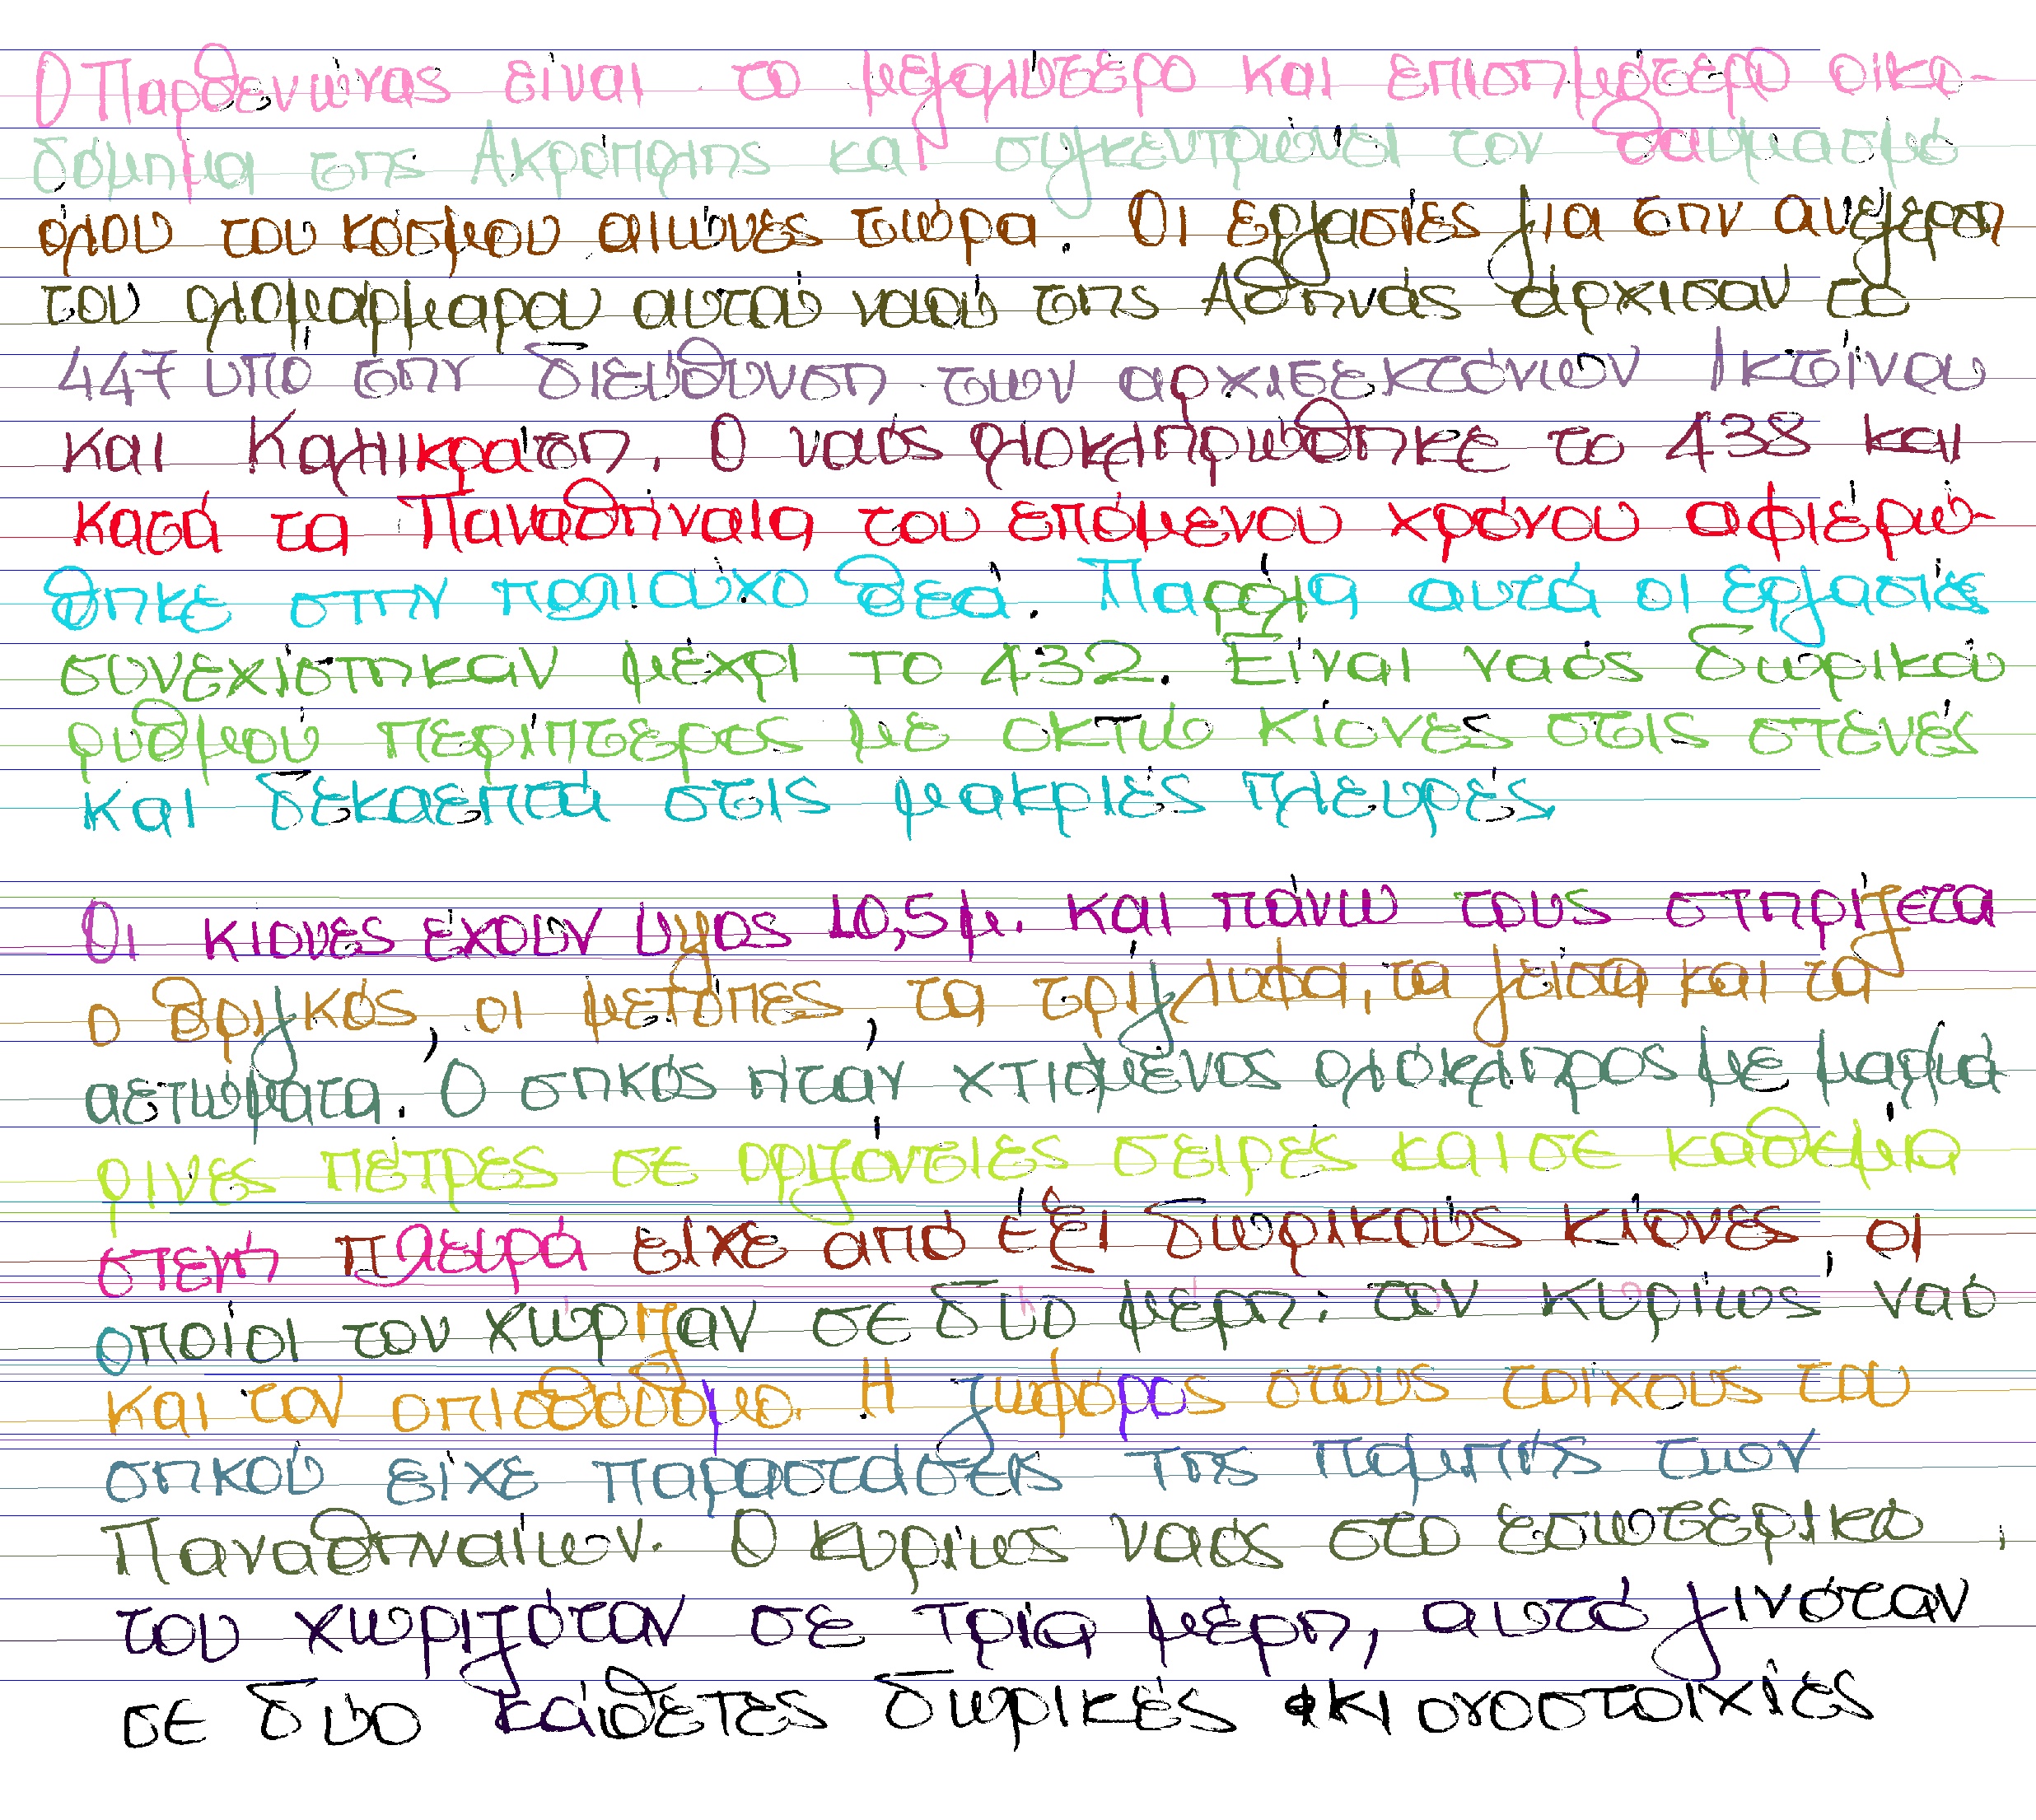 Ο Παρθενώνας είναι το μεγαλύτερο και επισημότερο οικο-
δόμημα της Ακρόπολης και συγκεντρώνει τον θαυμασμό
όλου του κόσμου αιώνες τώρα. Οι εργασίες για την ανέγερση
του ολομάρμαρου αυτού ναού της Αθηνάς άρχισαν το
447 υπό την διεύθυνση των αρχιτεκτόνων Ικτίνου
και Καλλικράτη. Ο ναός ολοκληρώθηκε το 438 και
κατά τα Παναθήναια του επόμενου χρόνου αφιερώ-
θηκε στην πολιούχο θεά. Παρόλα αυτά οι εργασίες
συνεχίστηκαν μέχρι το 432. Είναι ναός δωρικού
ρυθμού περίπτερος με οκτώ κίονες στις στενές
και δεκαεπτά στις μακριές πλευρές.
Οι κίονες έχουν ύψος 10,5μ. και πάνω τους στηρίζεται
ο θριγκός, οι μετόπες, τα τρίγλυφα, τα γείσα και τα
αετώματα. Ο σηκός ήταν χτισμένος ολόκληρος με μαρμά
ρινες πέτρες σε οριζόντιες σειρές και σε καθεμία
στενή πλευρά είχε από έξι δωρικούς κίονες, οι
οποίοι τον χώριζαν σε δύο μέρη: τον κυρίως ναό
και τον οπισθόδομο. Η ζωφόρος στους τοίχους του
σηκού είχε παραστάσεις της πομπής των
Παναθηναίων. Ο κυρίως ναός στο εσωτερικό
του χωριζόταν σε τρία μέρη, αυτό γινόταν
σε δύο κάθετες δωρικές κιονοστοιχίες